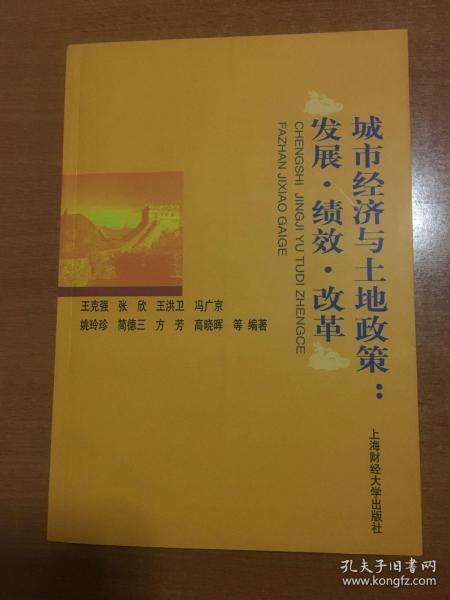 城市经济与土地政策：
发展·绩效·改革
CHENGSHI JINGJI YU TUDI ZHENGCE
FAZHAN JIXIAO GAIGE
王克强 张欣 王洪卫 冯广京
姚玲珍 简德三 方芳 高晓晖 等 编著
上海财经大学出版社
孔夫子旧书网
www.kongfz.com